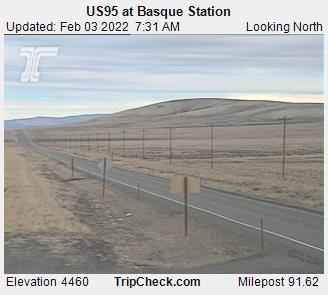 US95 at Basque Station
Updated: Feb 03 2022 7:31 AM Looking North
Elevation 4460 TripCheck.com Milepost 91.62